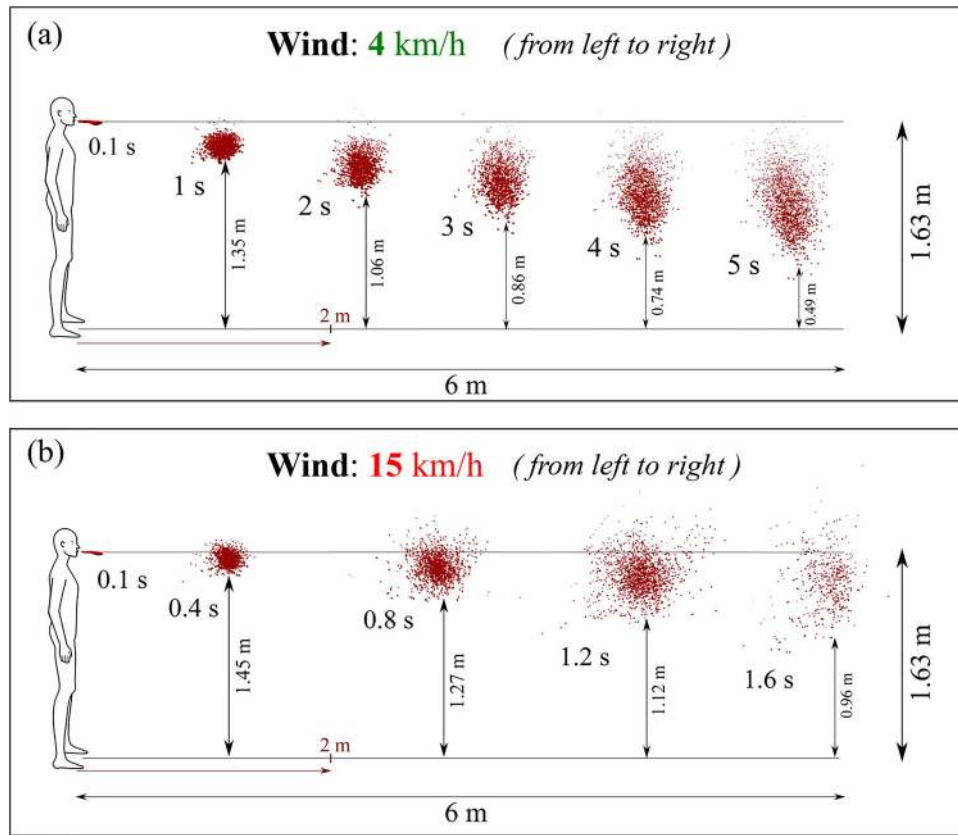 (a)
Wind: 4 km/h (from left to right)
0.1 s
1 s
2 s
3 s
4 s
5 s
1.35 m
1.06 m
0.86 m
0.74 m
0.49 m
1.63 m
2 m
6 m
(b)
Wind: 15 km/h (from left to right)
0.1 s
0.4 s
0.8 s
1.2 s
1.6 s
1.45 m
1.27 m
1.12 m
0.96 m
1.63 m
2 m
6 m